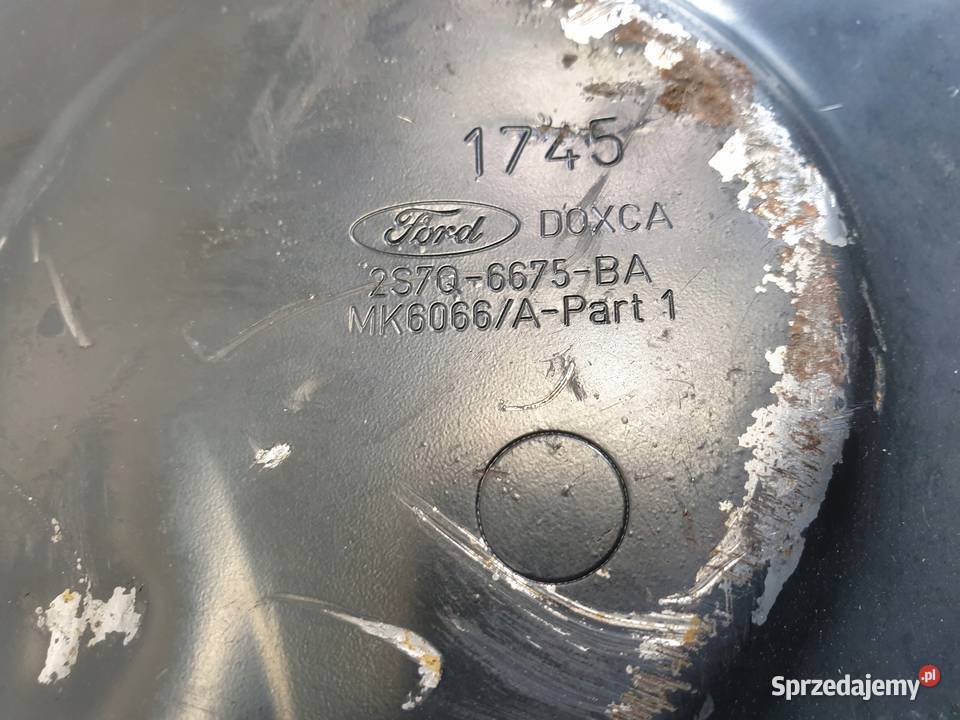 1745
Ford DOXCA
2S7Q-6675-BA
MK6066/A-Part 1
Sprzedajemy.pl